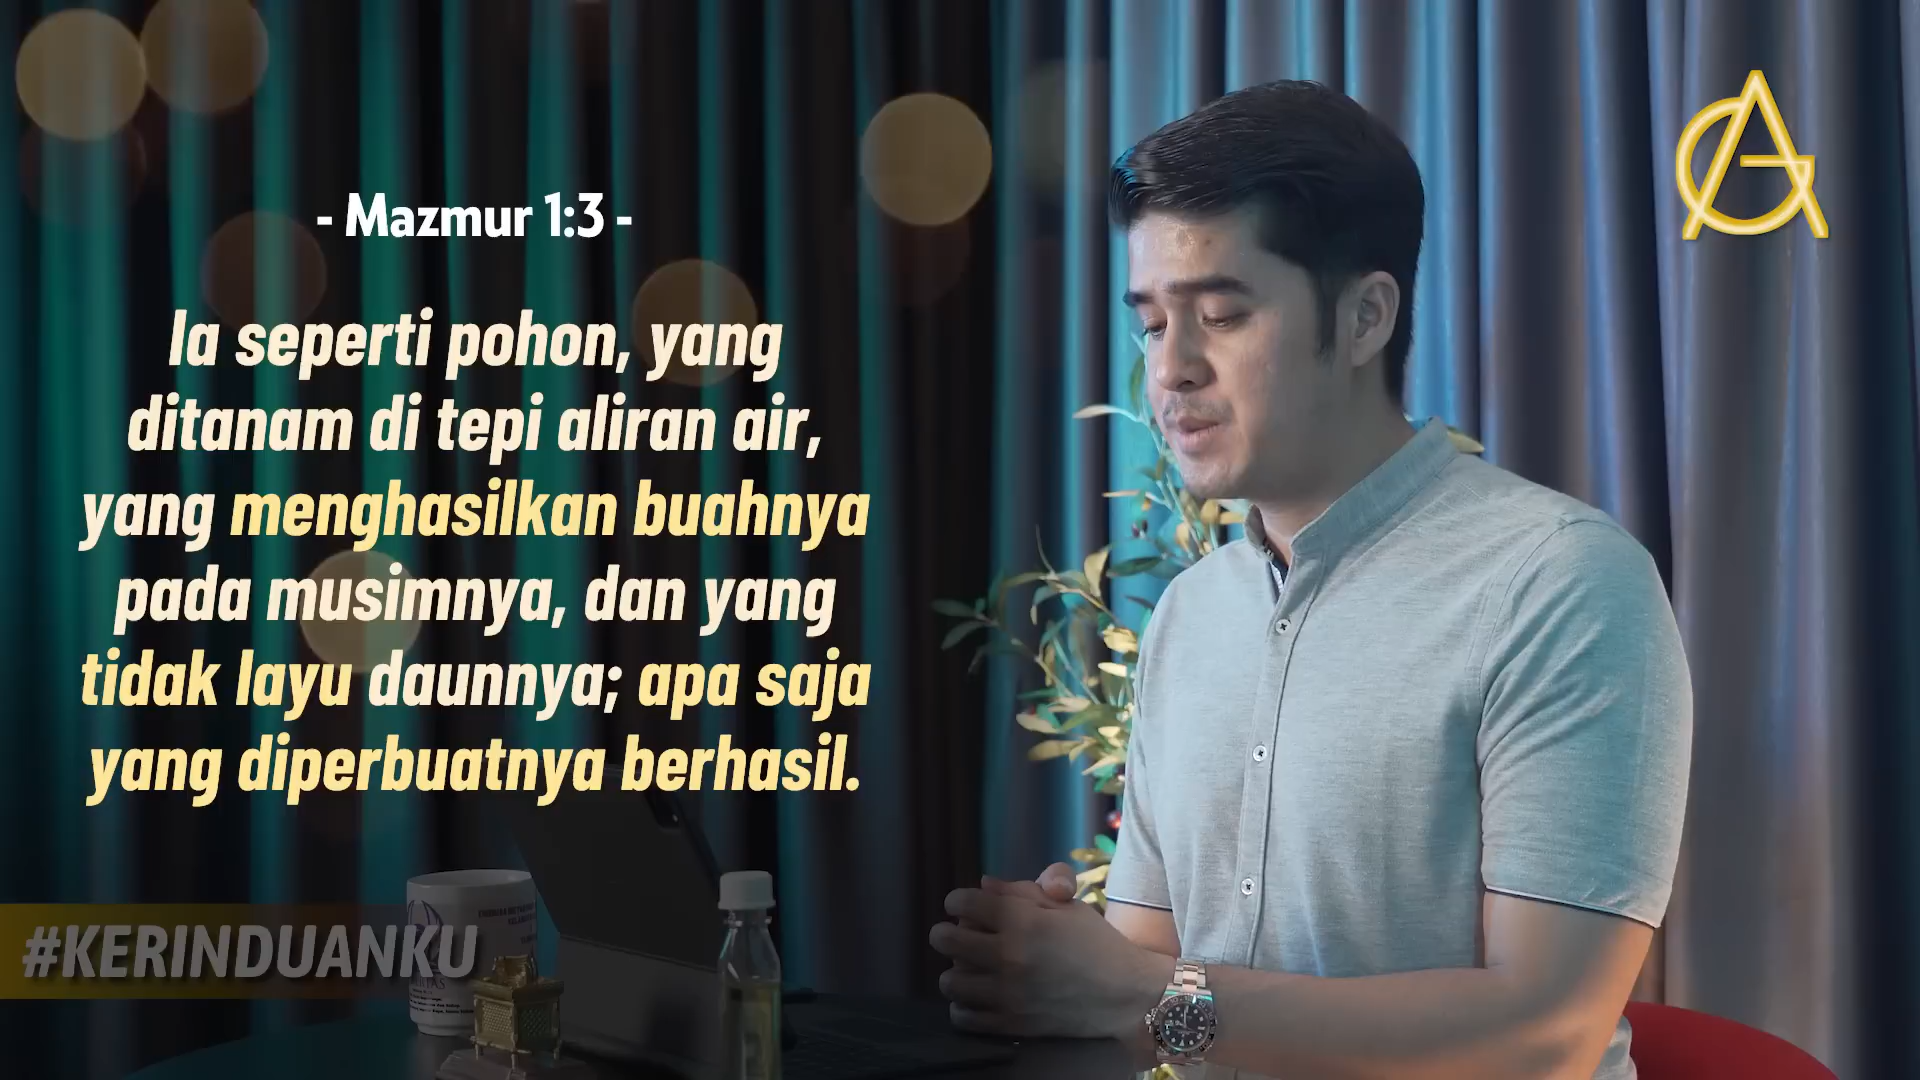 - Mazmur 1:3 -
Ia seperti pohon, yang
ditanam di tepi aliran air,
yang menghasilkan buahnya
pada musimnya, dan yang
tidak layu daunnya; apa saja
yang diperbuatnya berhasil.
#KERINDUANKU